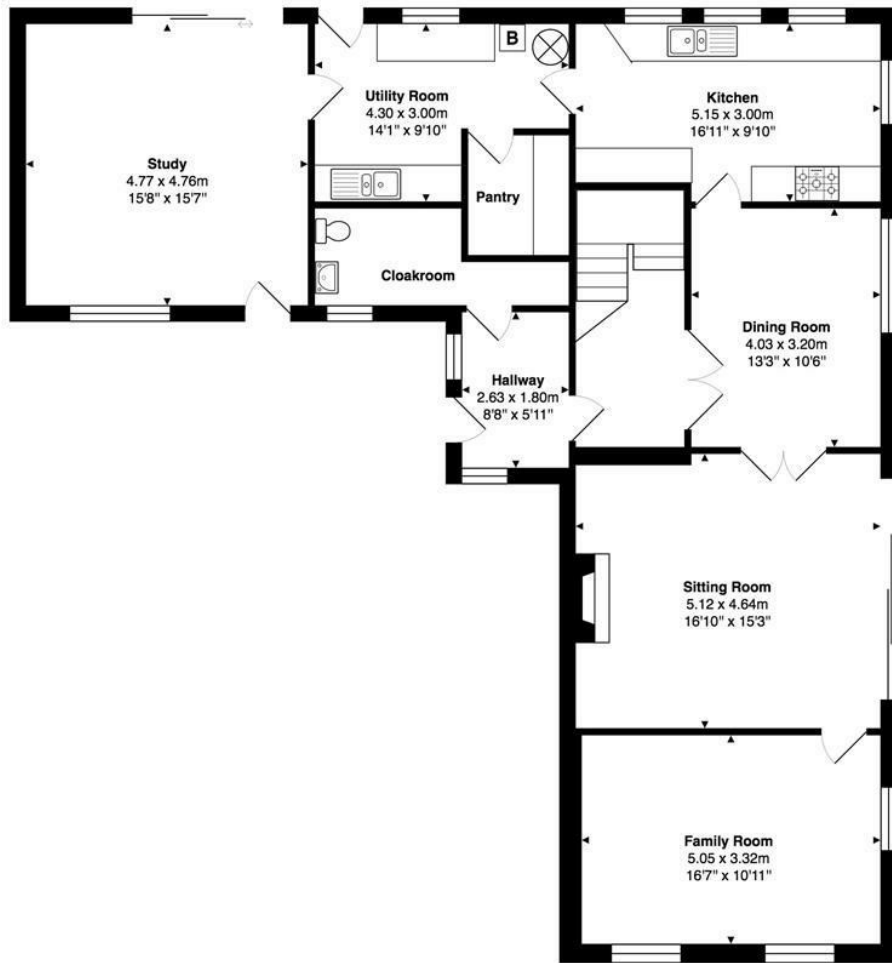 B
Utility Room
4.30 x 3.00m
14'1" x 9'10"
Kitchen
5.15 x 3.00m
16'11" x 9'10"
Study
4.77 x 4.76m
15'8" x 15'7"
Pantry
Cloakroom
Dining Room
4.03 x 3.20m
13'3" x 10'6"
Hallway
2.63 x 1.80m
8'8" x 5'11"
Sitting Room
5.12 x 4.64m
16'10" x 15'3"
Family Room
5.05 x 3.32m
16'7" x 10'11"